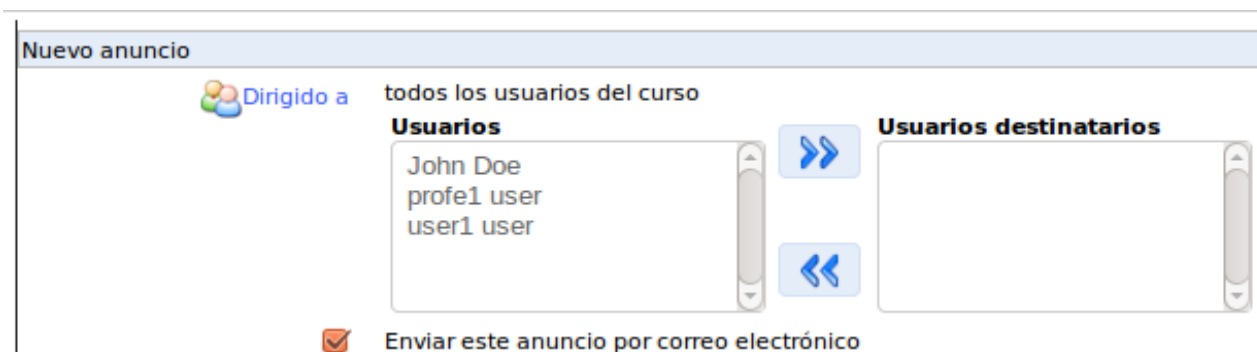 Nuevo anuncio
Dirigido a todos los usuarios del curso
Usuarios Usuarios destinatarios
John Doe
profe1 user
user1 user
Enviar este anuncio por correo electrónico